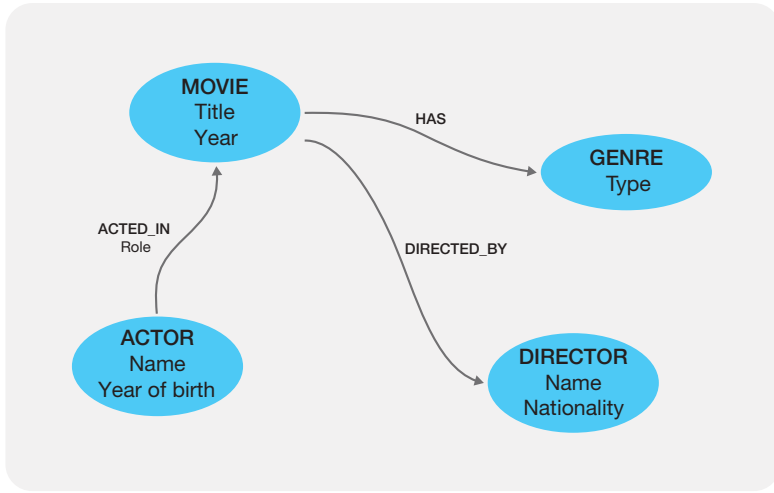 MOVIE
Title
Year
HAS
GENRE
Type
ACTED_IN
Role
DIRECTED_BY
ACTOR
Name
Year of birth
DIRECTOR
Name
Nationality